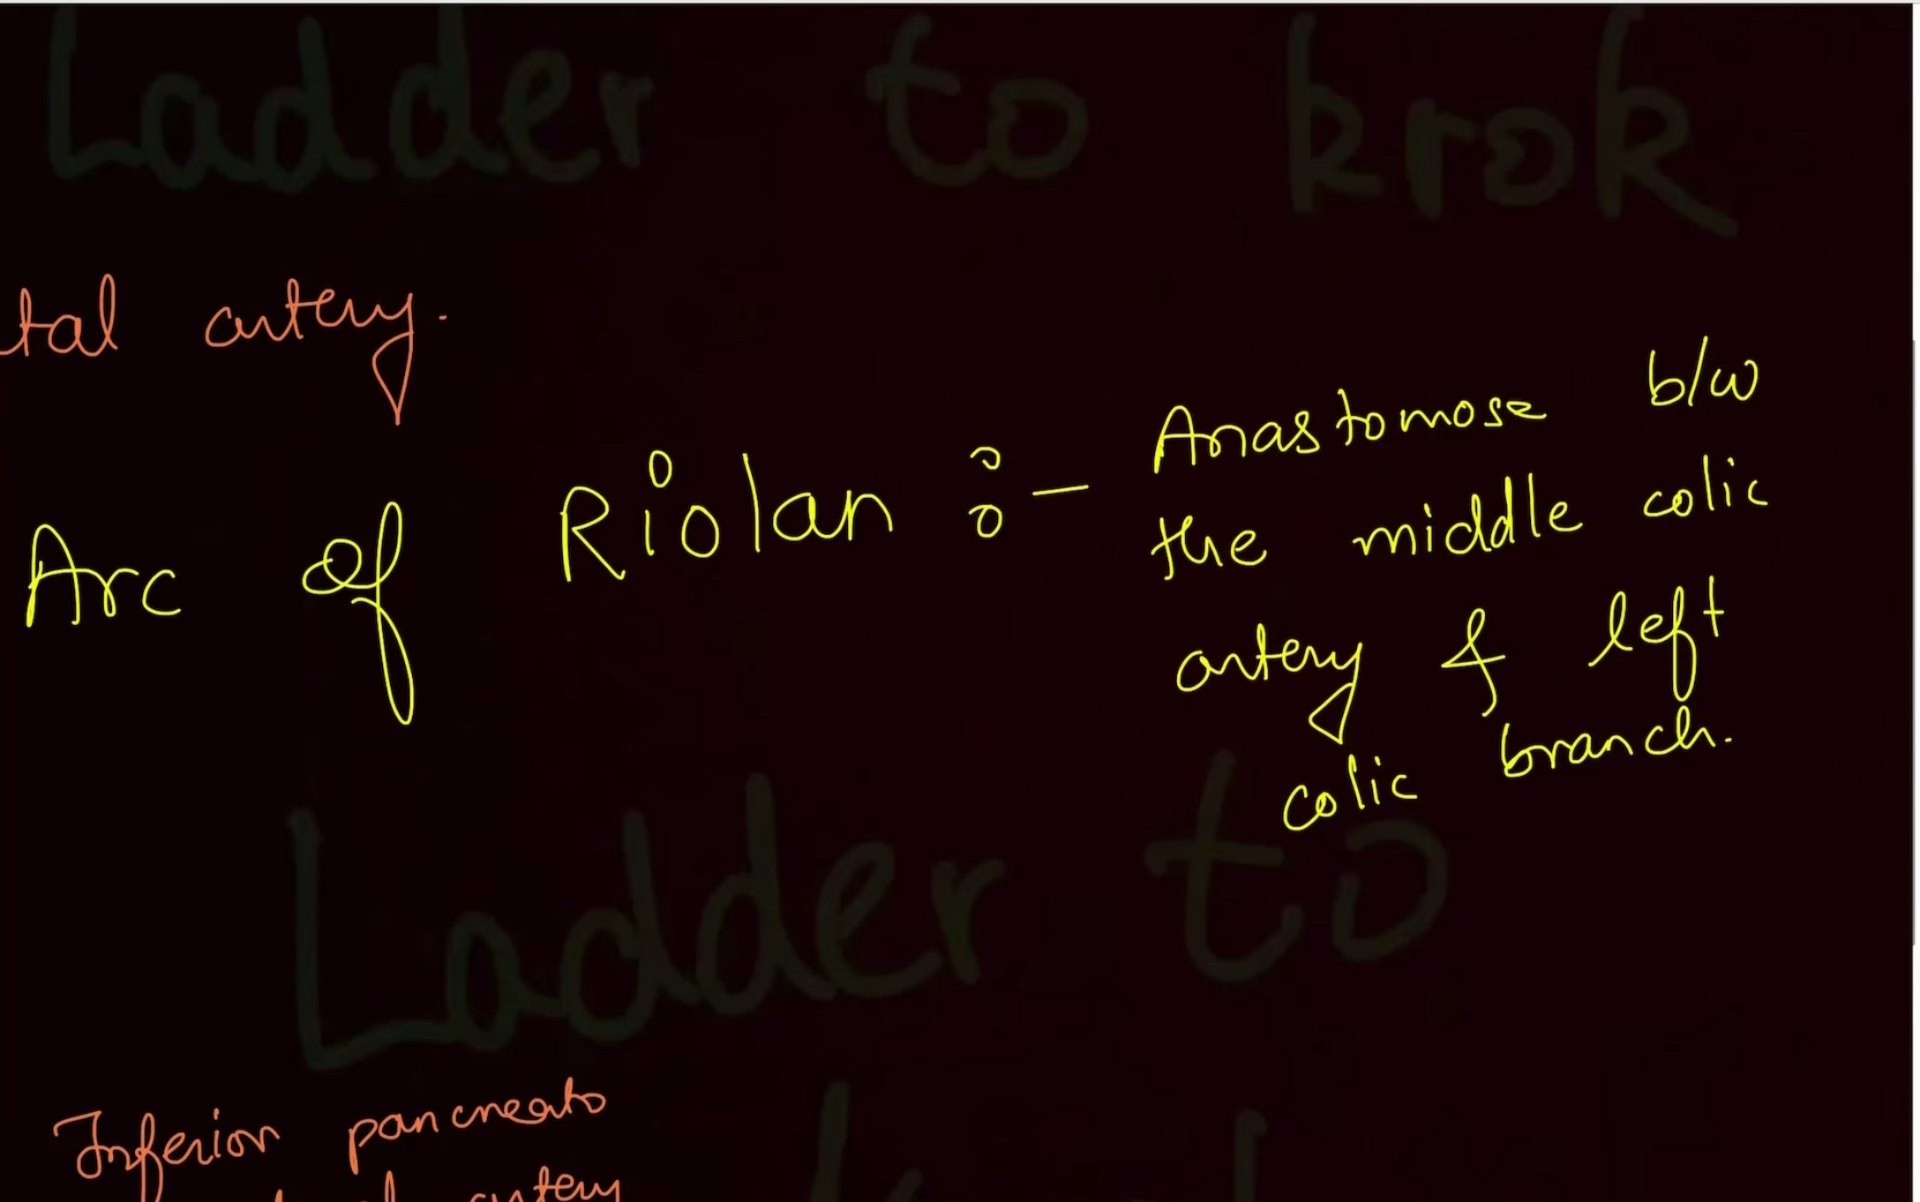 Ladder to krok
tal artery.
Arc of Riolan :- Anastomose b/w
the middle colic
artery & left
colic branch.
Ladder to
Inferior pancreato
artery